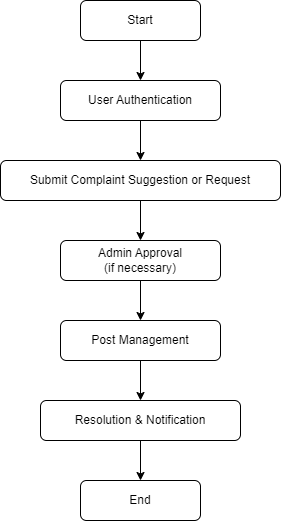 Start
User Authentication
Submit Complaint Suggestion or Request
Admin Approval
(if necessary)
Post Management
Resolution & Notification
End